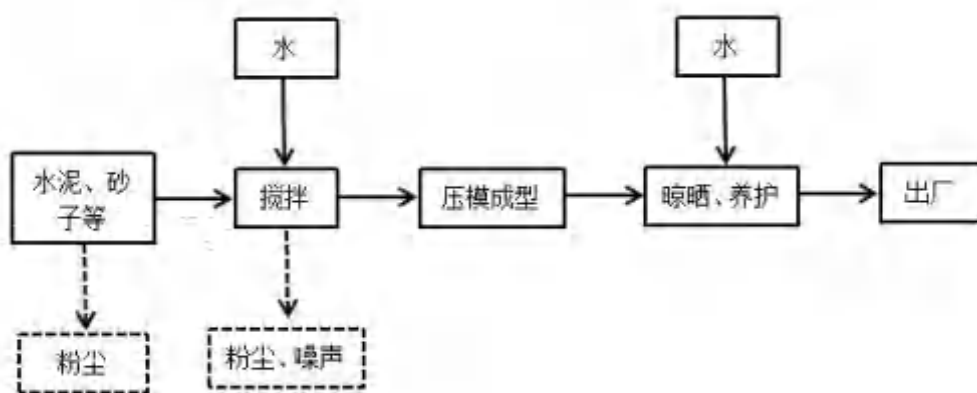 水
水
水泥、砂
子等
搅拌
压模成型
晾晒、养护
出厂
粉尘
粉尘、噪声